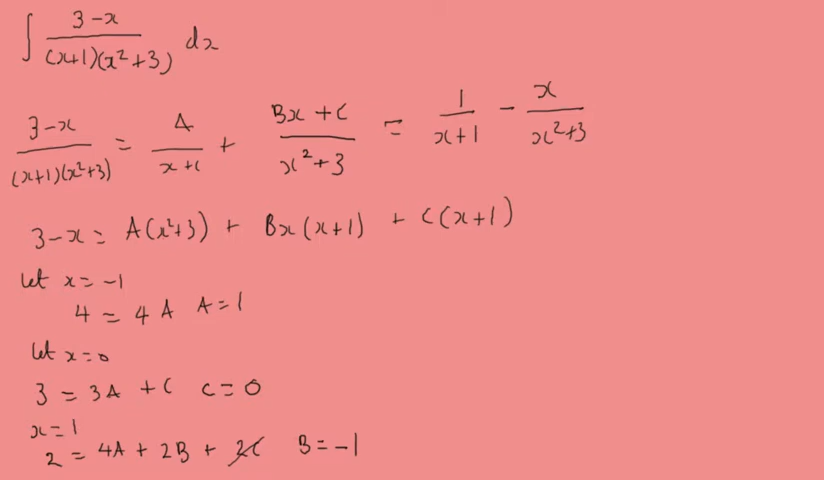 ∫ (3-x)/((x+1)(x²+3)) dx
(3-x)/((x+1)(x²+3)) = A/(x+c) + (Bx+C)/(x²+3) = 1/(x+1) - x/(x²+3)
3-x = A(x²+3) + Bx(x+1) + C(x+1)
let x=-1
4 = 4A A=1
let x=0
3 = 3A + C C=0
x=1
2 = 4A + 2B + 2C B=-1